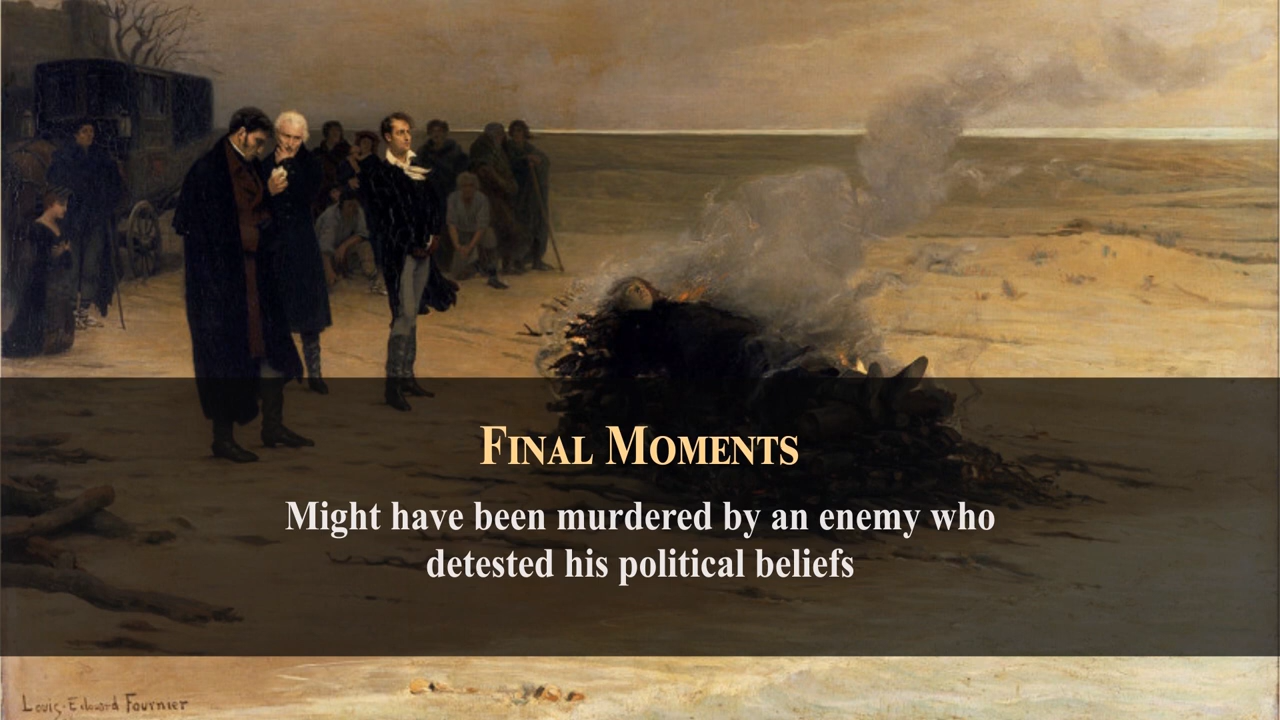 Final Moments
Might have been murdered by an enemy who
detested his political beliefs
Louis-Edouard Fournier